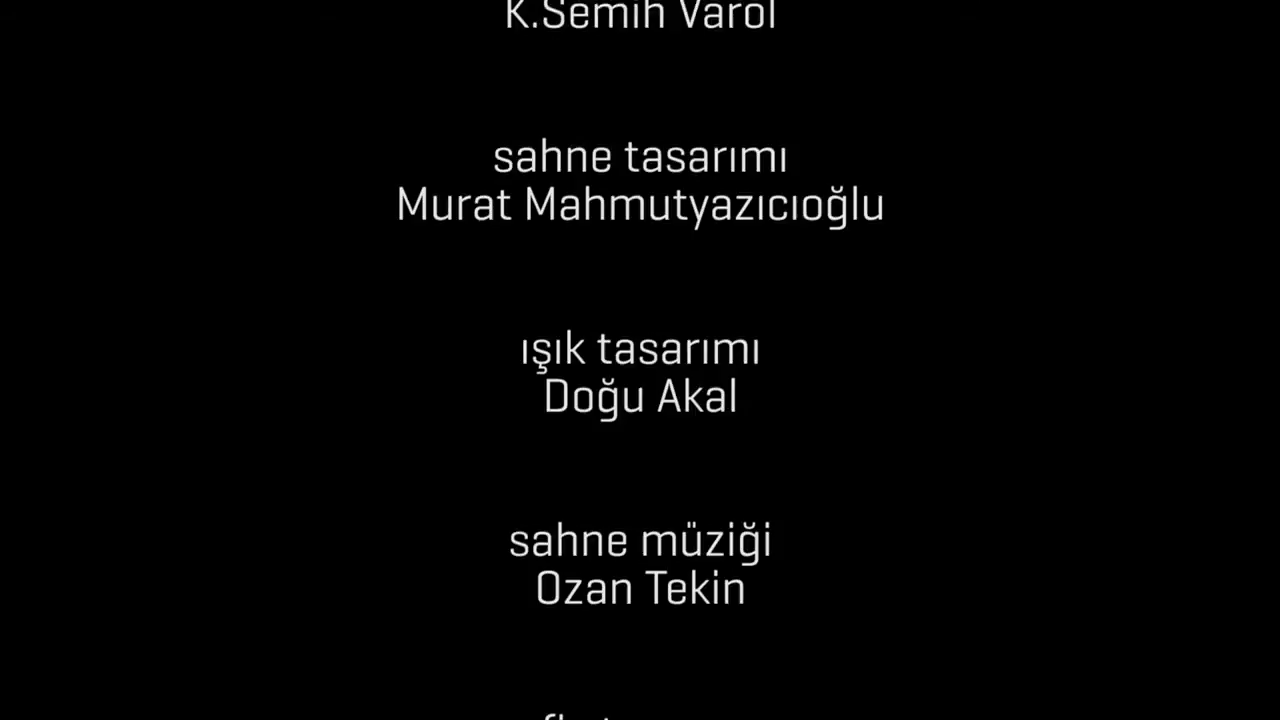 K.Semih Varol
sahne tasarımı
Murat Mahmutyazıcıoğlu
ışık tasarımı
Doğu Akal
sahne müziği
Ozan Tekin